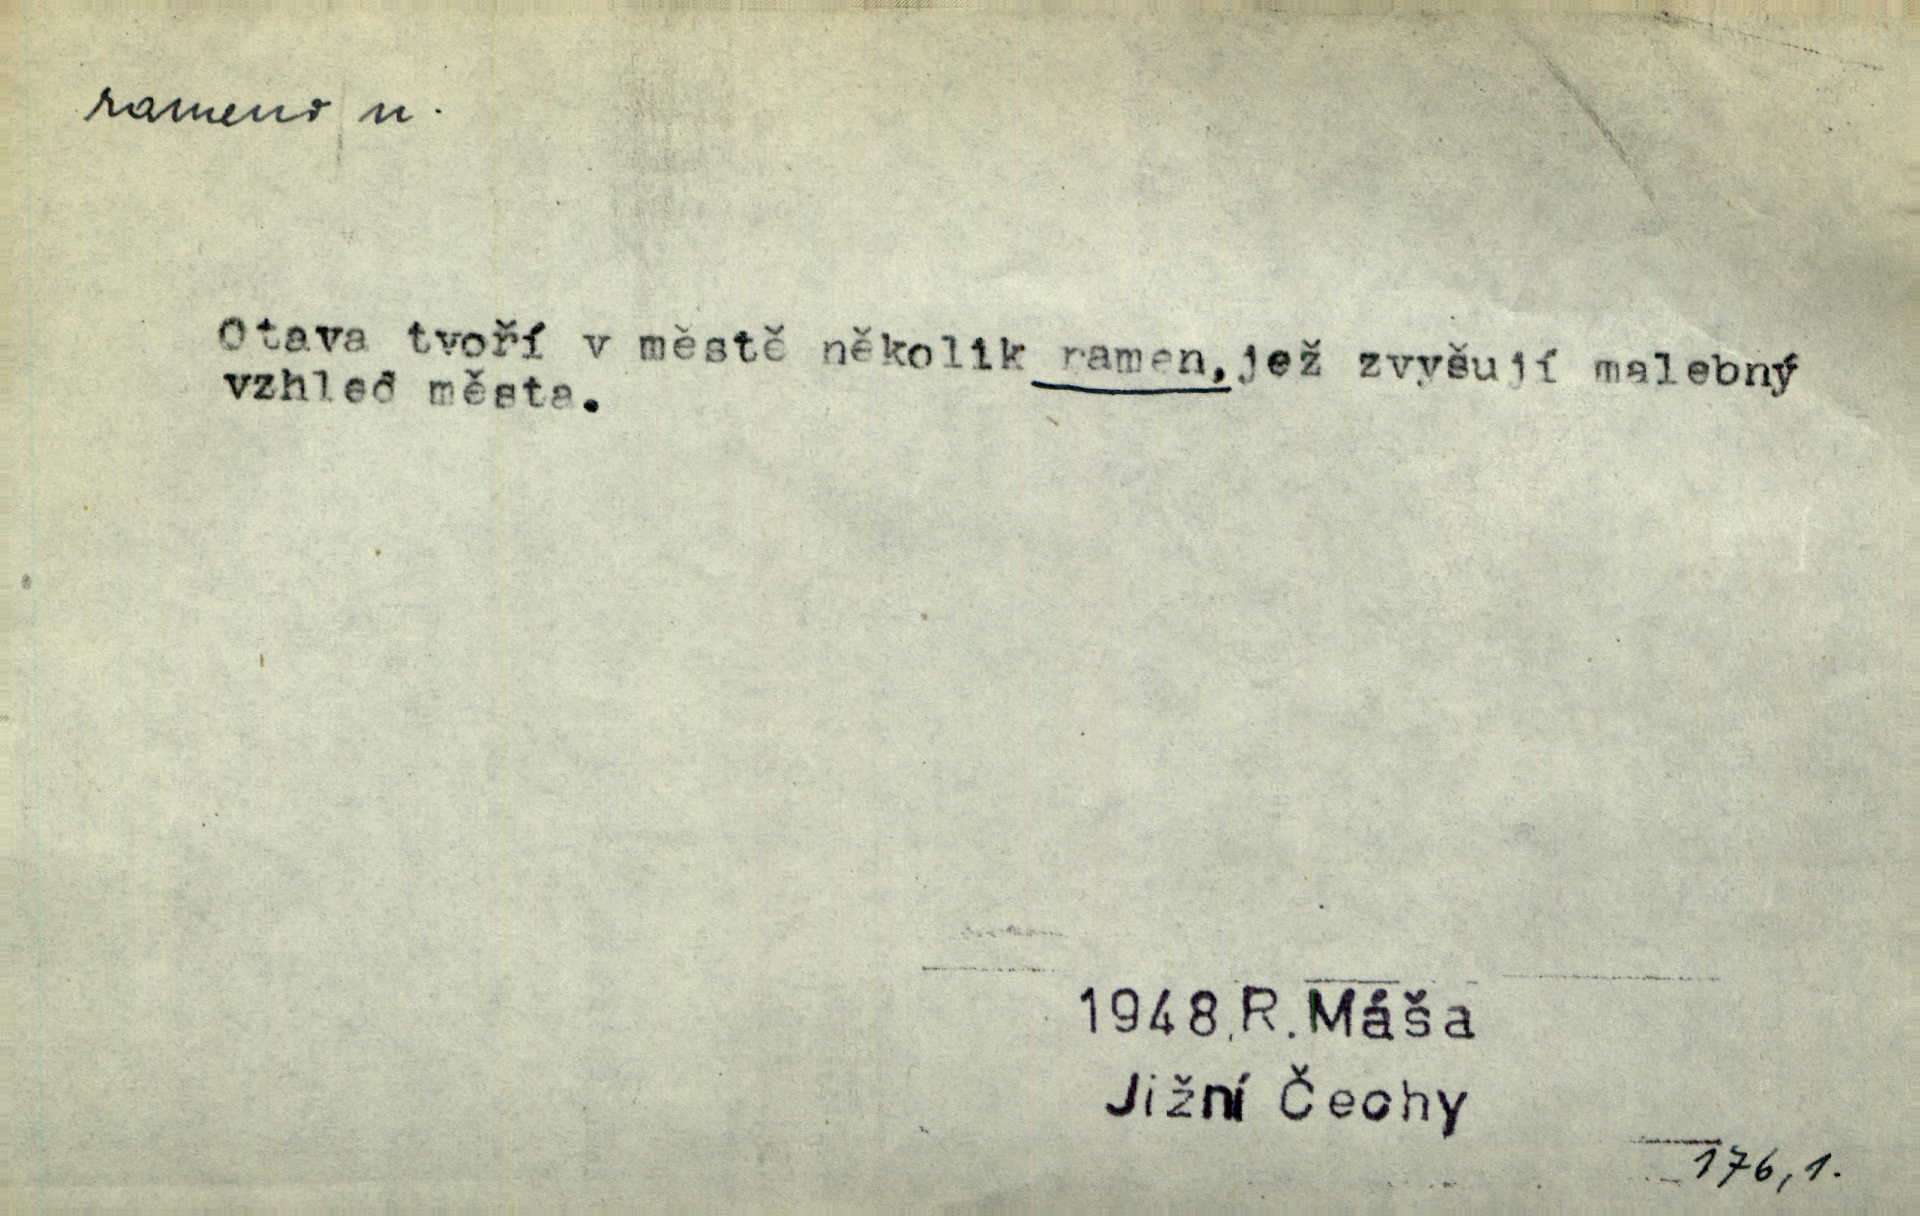 rameno n.
Otava tvoří v městě několik ramen, jež zvyšují malebný
vzhled města.
1948, R. Máša
Jižní Čechy
176, 1.